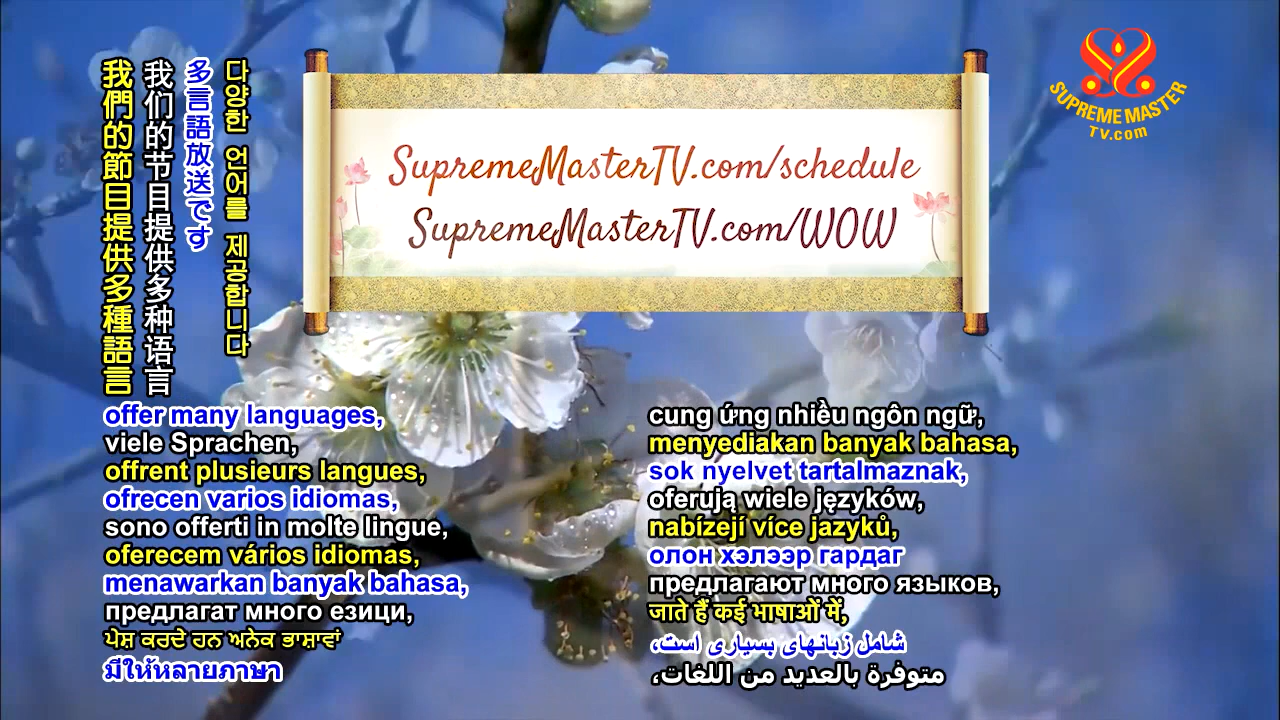 我們的節目提供多種語言
我们的节目提供多种语言
多言語放送です
다양한 언어를 제공합니다
SupremeMasterTV.com/schedule
SupremeMasterTV.com/WOW
SUPREME MASTER
TV.com
offer many languages,
viele Sprachen,
offrent plusieurs langues,
ofrecen varios idiomas,
sono offerti in molte lingue,
oferecem vários idiomas,
menawarkan banyak bahasa,
предлагат много езици,
ਪੇਸ਼ ਕਰਦੇ ਹਨ ਅਨੇਕ ਭਾਸ਼ਾਵਾਂ
มีให้หลายภาษา
cung ứng nhiều ngôn ngữ,
menyediakan banyak bahasa,
sok nyelvet tartalmaznak,
oferują wiele języków,
nabízejí více jazyků,
олон хэлээр гардаг
предлагают много языков,
जाते हैं कई भाषाओं में,
شامل زبانهای بسیاری است،
متوفرة بالعديد من اللغات،